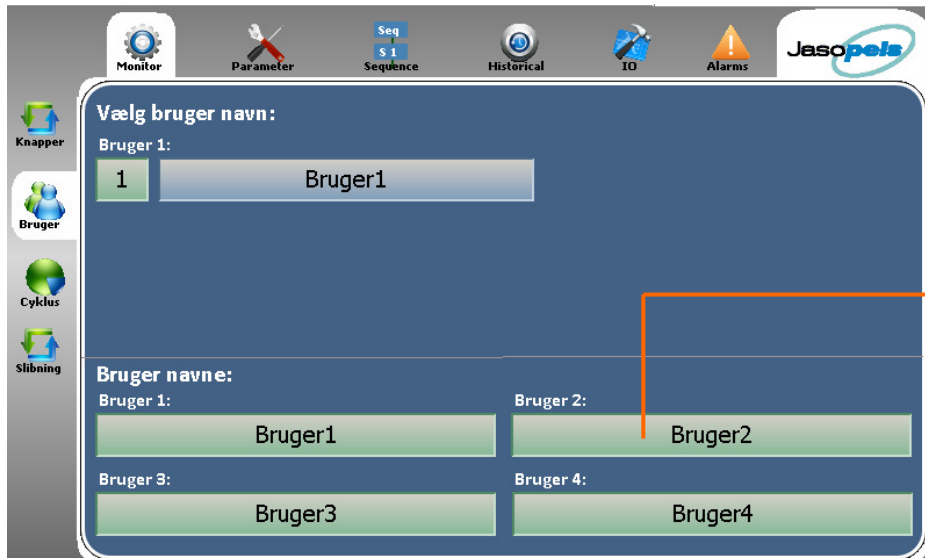 Seq
S 1
Monitor Parameter Sequence Historical IO Alarms Jasopels
Knapper
Bruger
Cyklus
Slibning
Vælg bruger navn:
Bruger 1:
1 Bruger1
Bruger navne:
Bruger 1: Bruger 2:
Bruger1 Bruger2
Bruger 3: Bruger 4:
Bruger3 Bruger4